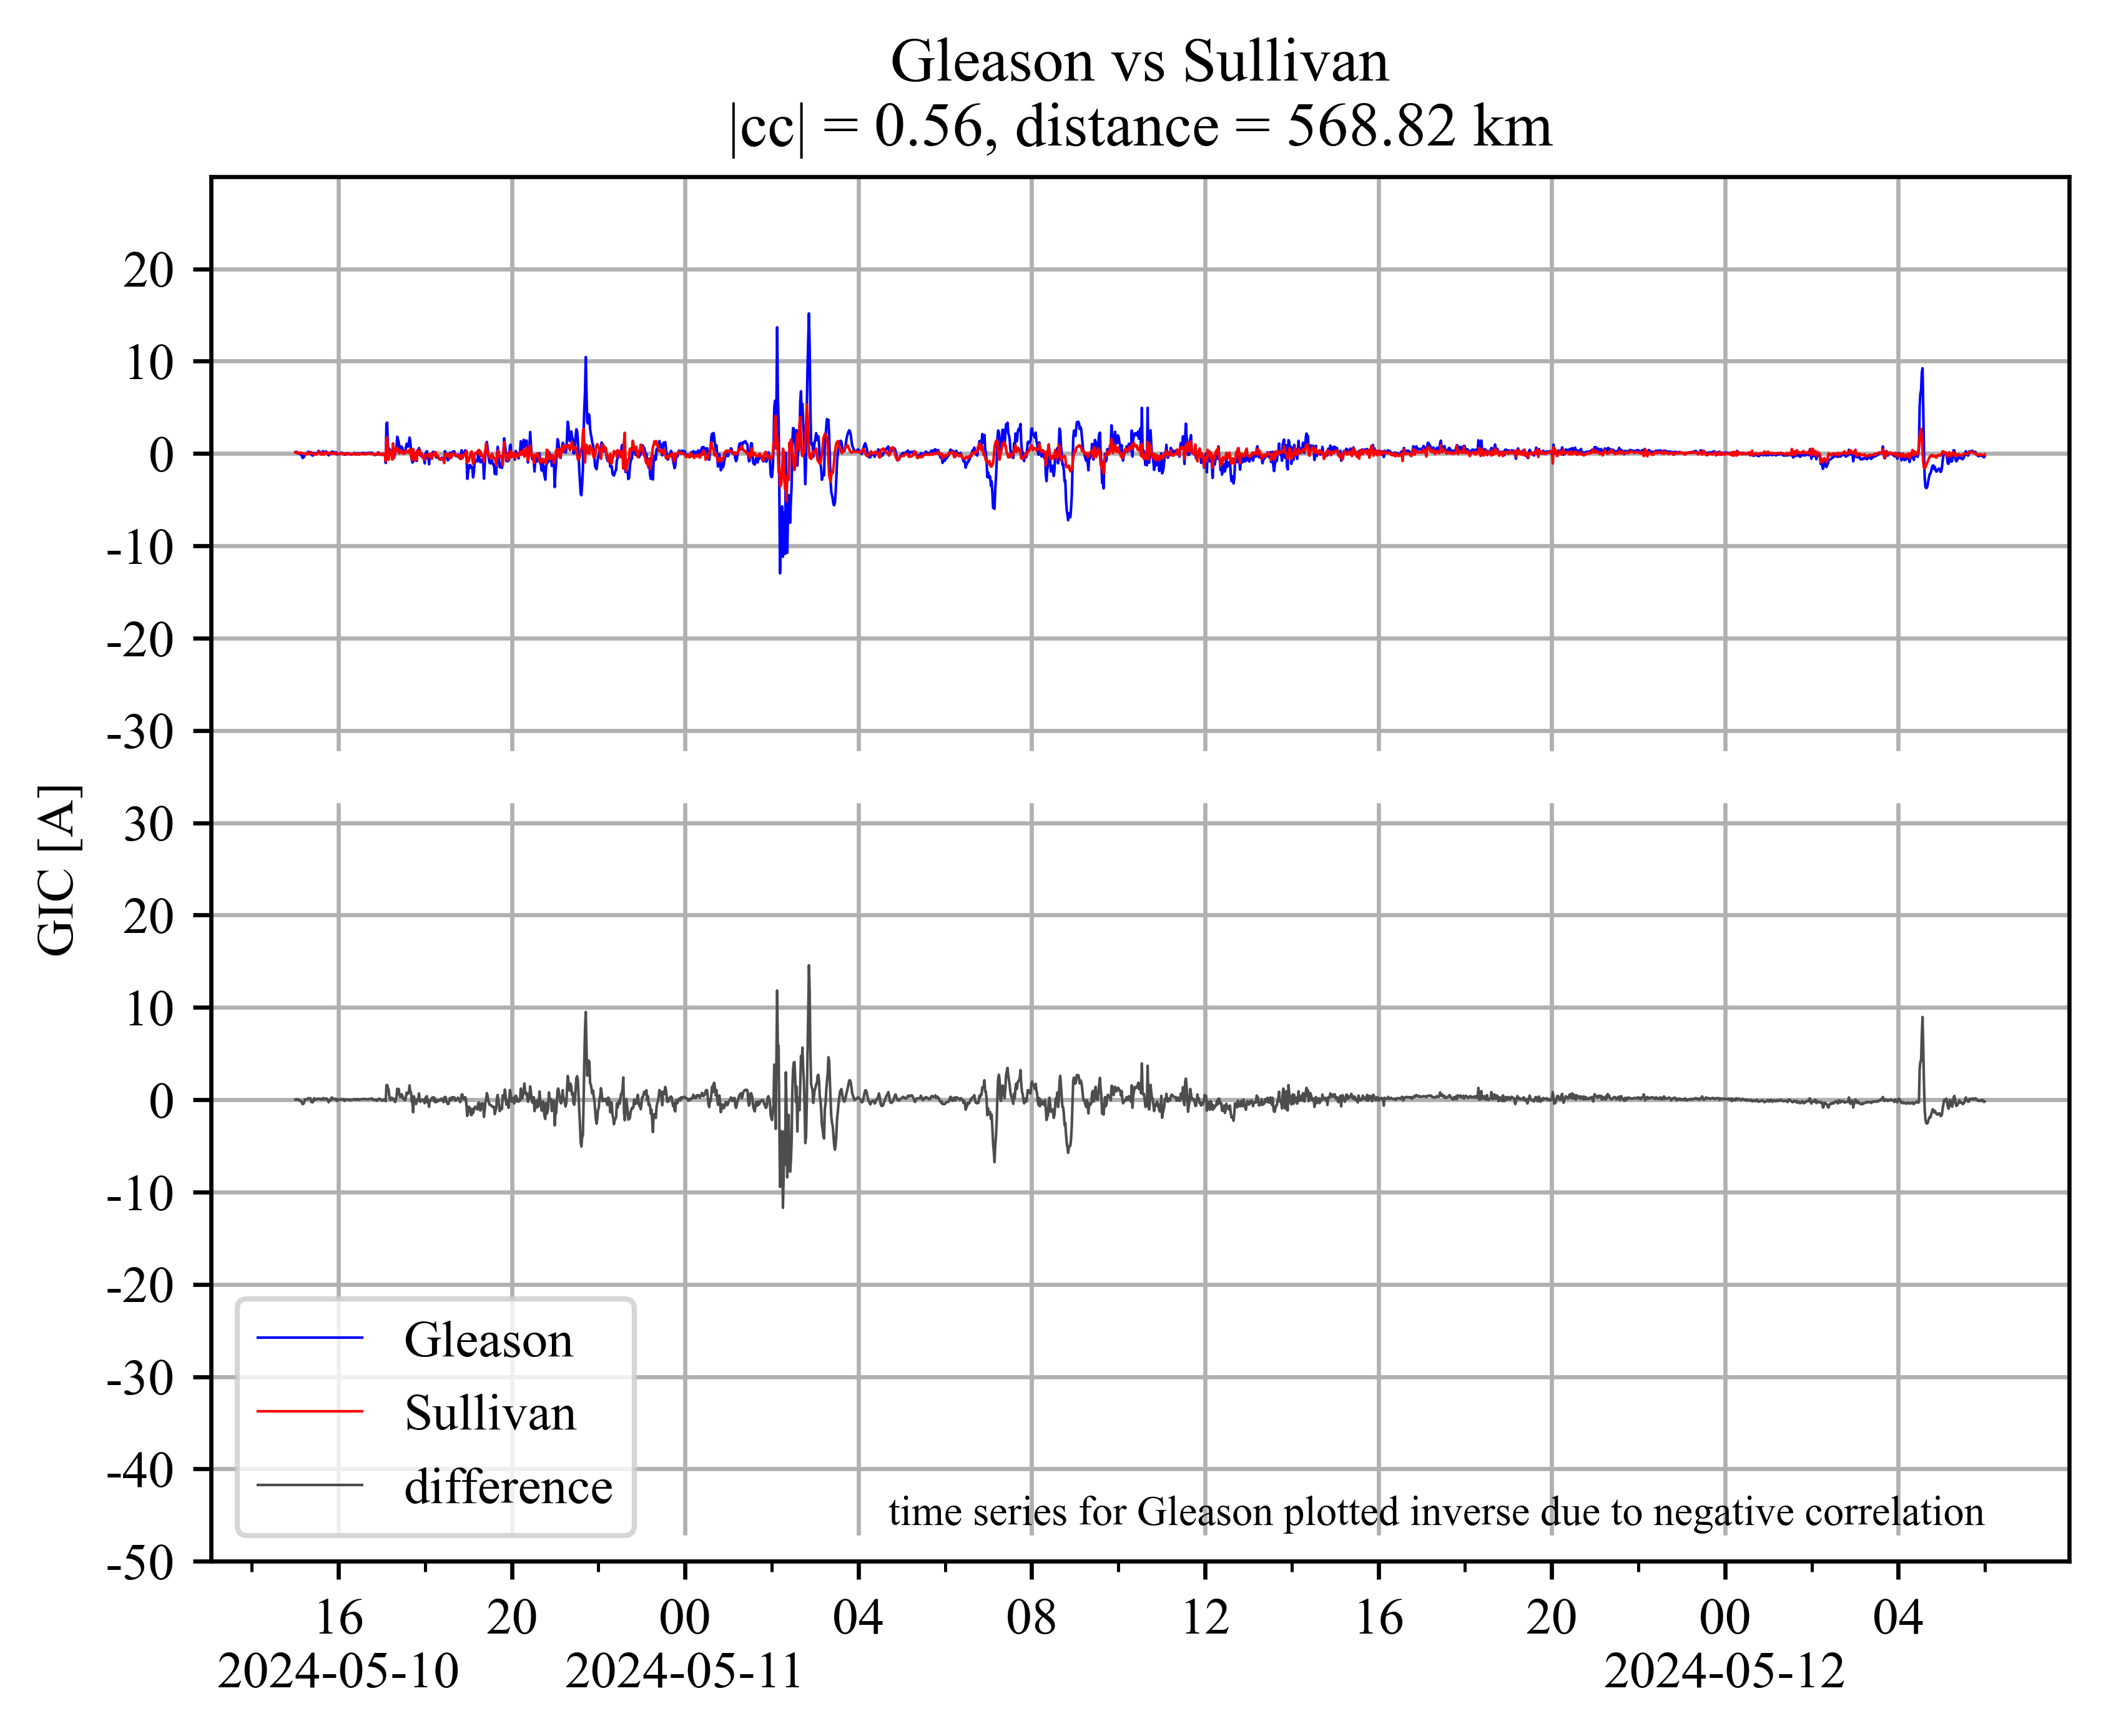 Gleason vs Sullivan
|cc| = 0.56, distance = 568.82 km
GIC [A]
20
10
0
-10
-20
-30
30
20
10
0
-10
-20
-30
-40
-50
Gleason
Sullivan
difference
time series for Gleason plotted inverse due to negative correlation
16 20 00 04 08 12 16 20 00 04
2024-05-10 2024-05-11 2024-05-12